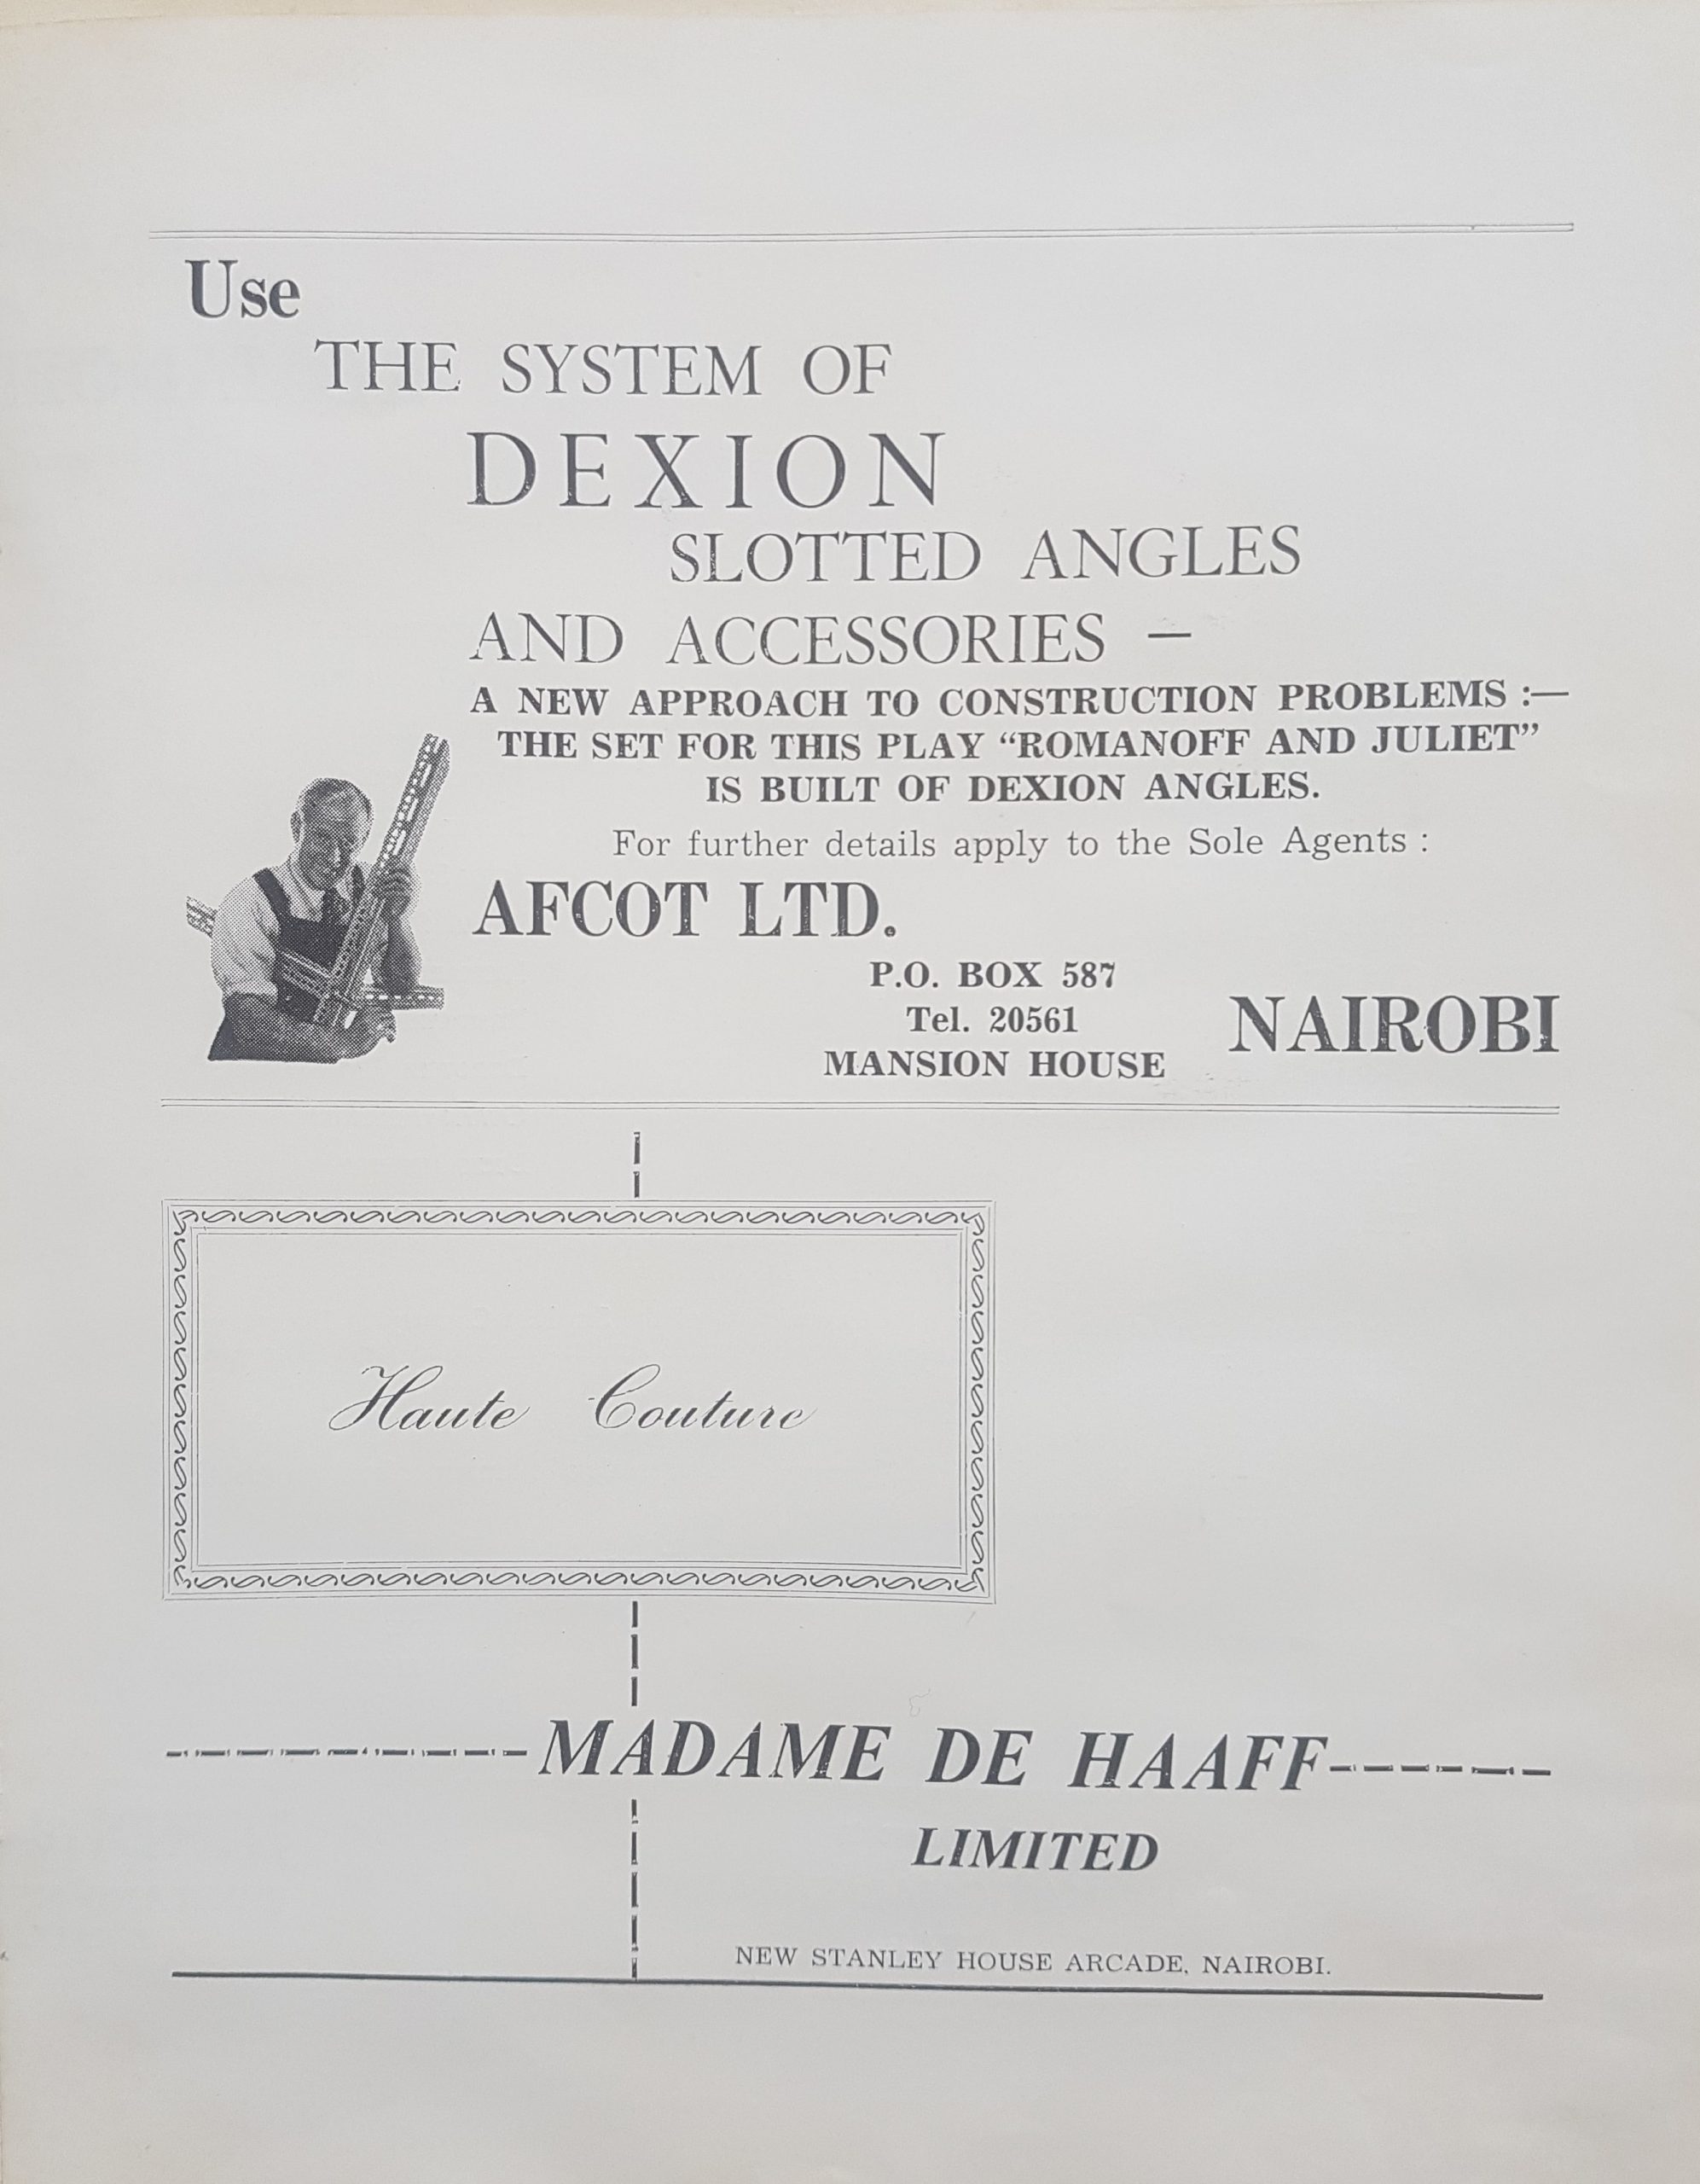 Use
THE SYSTEM OF
DEXION
SLOTTED ANGLES
AND ACCESSORIES —
A NEW APPROACH TO CONSTRUCTION PROBLEMS :—
THE SET FOR THIS PLAY “ROMANOFF AND JULIET”
IS BUILT OF DEXION ANGLES.
For further details apply to the Sole Agents :
AFCOT LTD.
P.O. BOX 587
Tel. 20561
MANSION HOUSE
NAIROBI
Haute Couture
MADAME DE HAAFF
LIMITED
NEW STANLEY HOUSE ARCADE, NAIROBI.